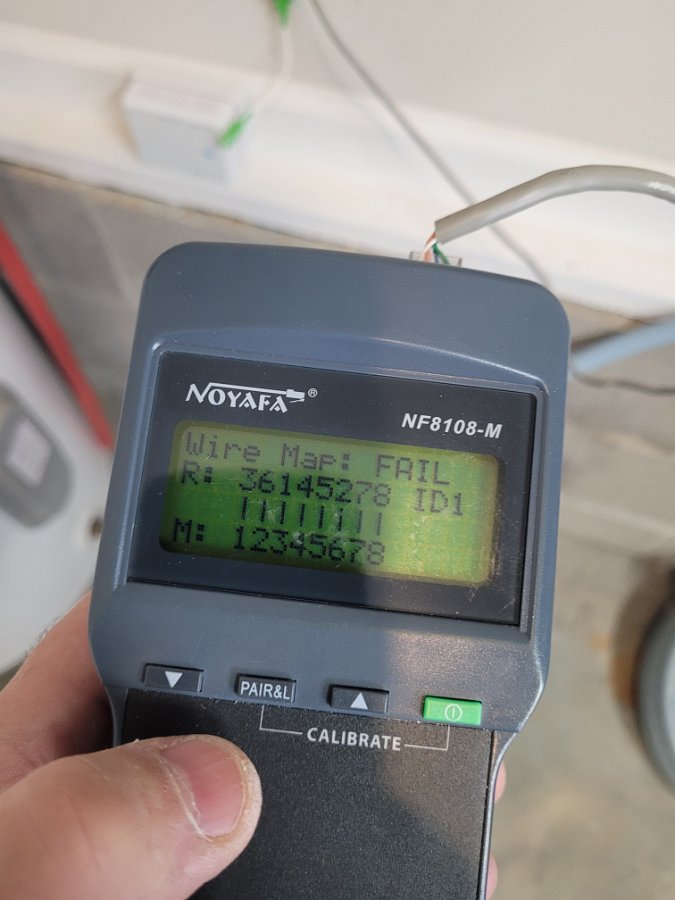 NOYAFA®
NF8108-M
Wire Map: FAIL
R: 36145278 ID1
||||||||
M: 12345678
PAIR&L
CALIBRATE